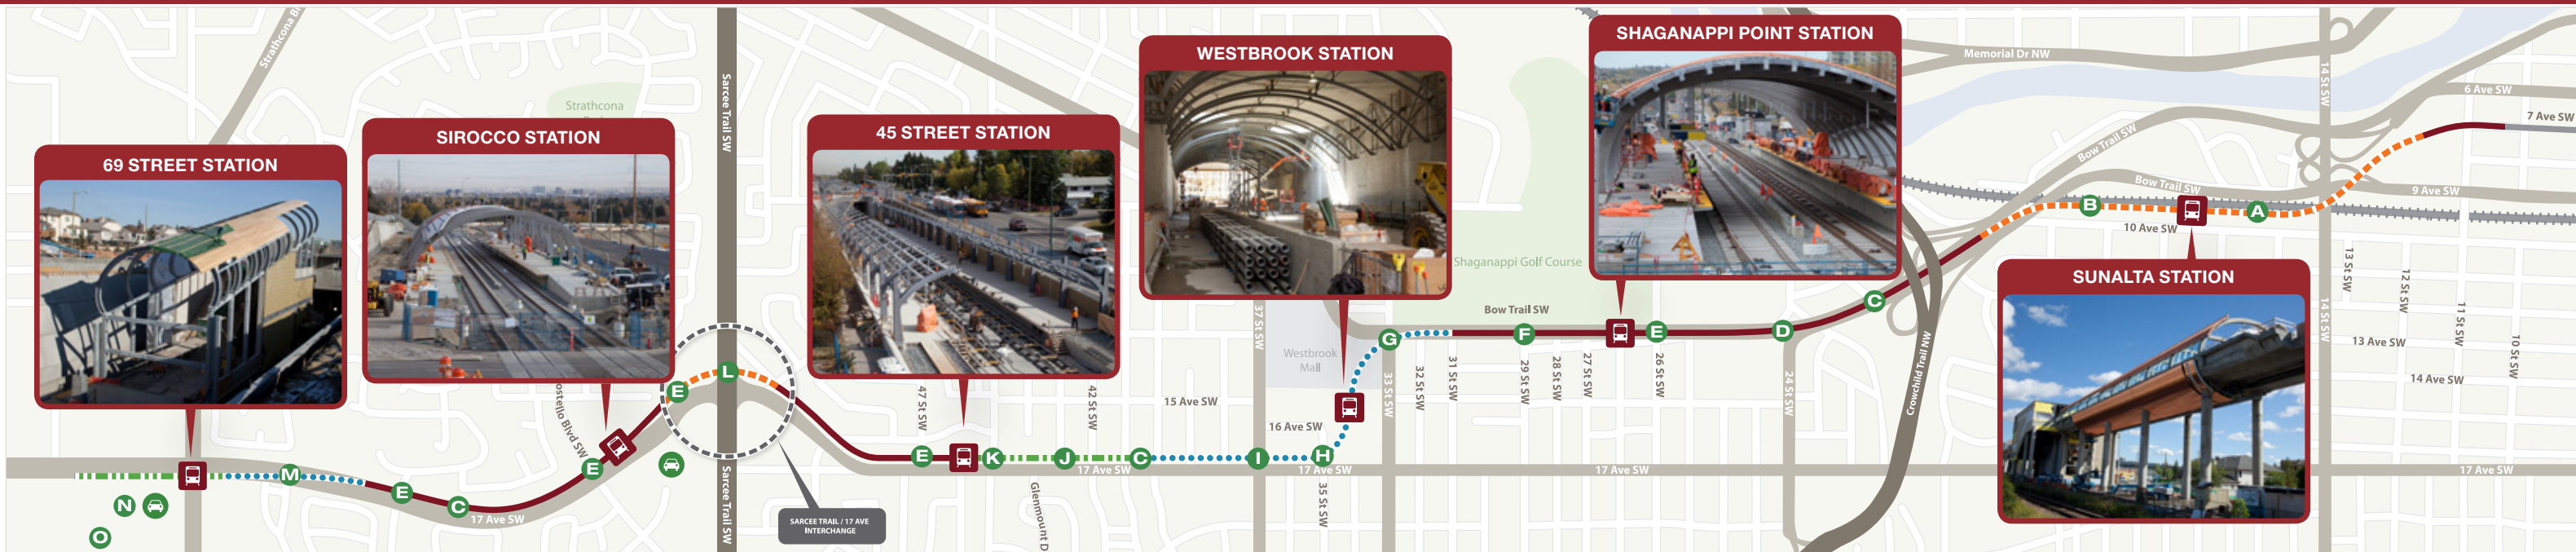 Strathcona
69 STREET STATION
SIROCCO STATION
45 STREET STATION
WESTBROOK STATION
SHAGANAPPI POINT STATION
SUNALTA STATION
Sarcee Trail SW
Sarcee Trail SW
Strathcona
17 Ave SW
SARCEE TRAIL / 17 AVE
INTERCHANGE
47 St SW
42 St SW
15 Ave SW
16 Ave SW
17 Ave SW
17 Ave SW
17 Ave SW
17 Ave SW
37 St SW
35 St SW
Westbrook
Mall
33 St SW
32 St SW
31 St SW
29 St SW
28 St SW
27 St SW
26 St SW
24 St SW
Shaganappi Golf Course
Bow Trail SW
Crowchild Trail NW
Memorial Dr NW
Bow Trail SW
Bow Trail SW
10 Ave SW
14 St SW
14 St SW
6 Ave SW
7 Ave SW
9 Ave SW
13 St SW
12 St SW
11 St SW
10 St SW
13 Ave SW
14 Ave SW
N
O
M
E
C
E
E
L
E
K
J
C
I
H
G
F
E
D
C
B
A